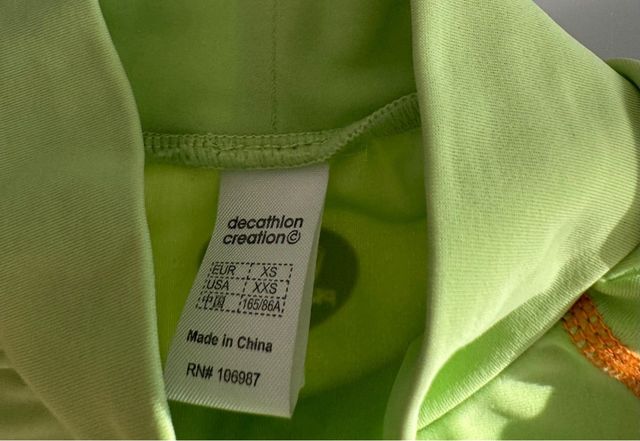 decathlon
creation©
EUR XS
USA XXS
中国 165/86A
Made in China
RN# 106987